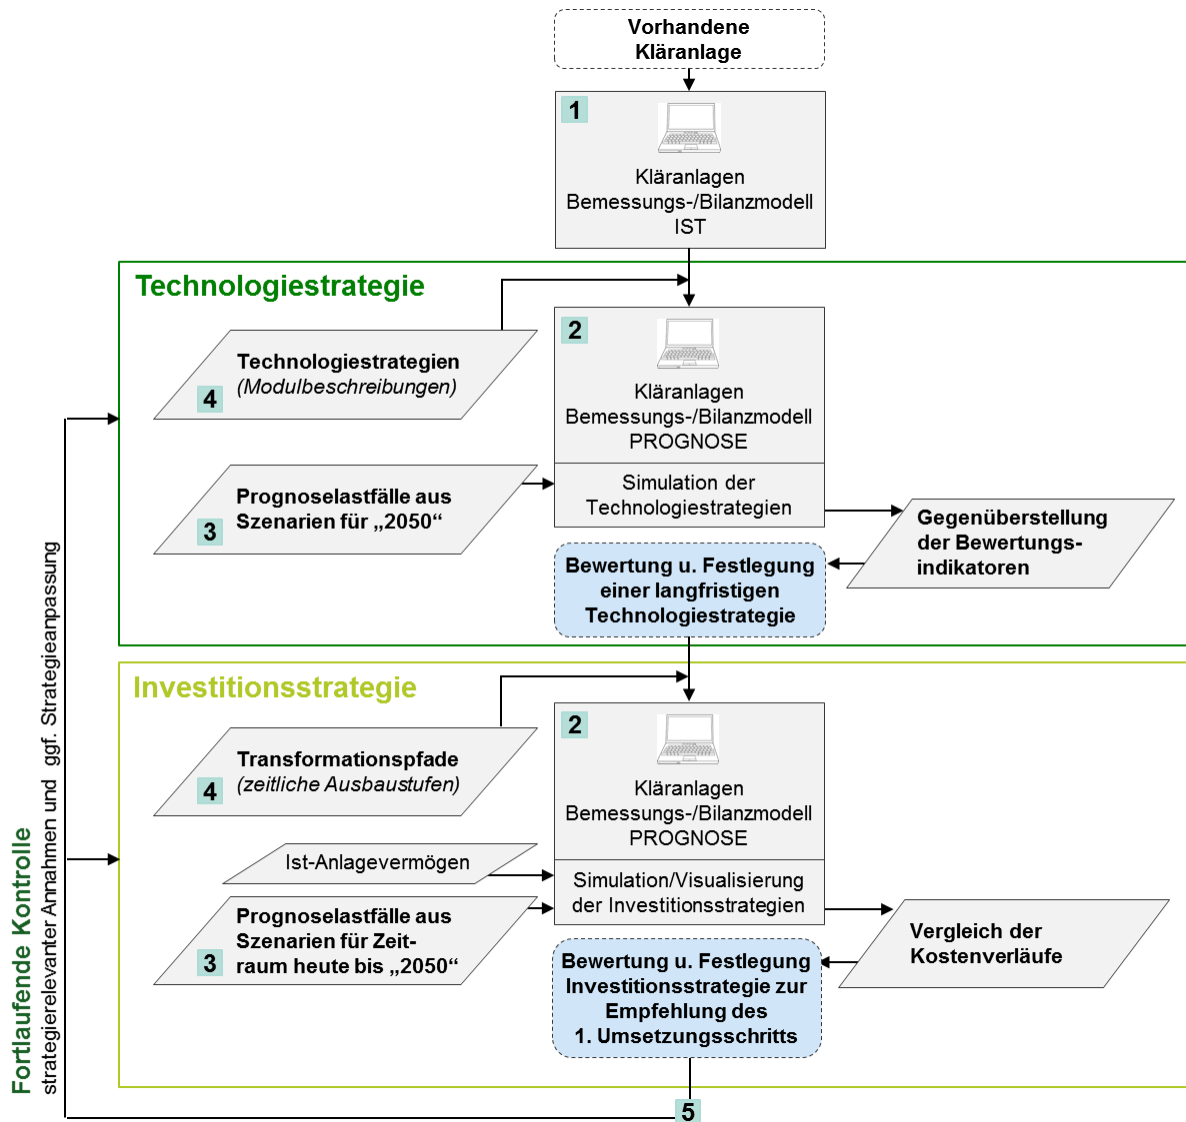 Vorhandene
Kläranlage
1
Kläranlagen
Bemessungs-/Bilanzmodell
IST
Technologiestrategie
Technologiestrategien
(Modulbeschreibungen)
4
2
Kläranlagen
Bemessungs-/Bilanzmodell
PROGNOSE
Simulation der
Technologiestrategien
Prognoselastfälle aus
Szenarien für „2050“
3
Gegenüberstellung
der Bewertungs-
indikatoren
Bewertung u. Festlegung
einer langfristigen
Technologiestrategie
Investitionsstrategie
Transformationspfade
(zeitliche Ausbaustufen)
4
2
Kläranlagen
Bemessungs-/Bilanzmodell
PROGNOSE
Simulation/Visualisierung
der Investitionsstrategien
Ist-Anlagevermögen
Prognoselastfälle aus
Szenarien für Zeit-
raum heute bis „2050“
3
Vergleich der
Kostenverläufe
Bewertung u. Festlegung
Investitionsstrategie zur
Empfehlung des
1. Umsetzungsschritts
5
Fortlaufende Kontrolle
strategierelevanter Annahmen und ggf. Strategieanpassung